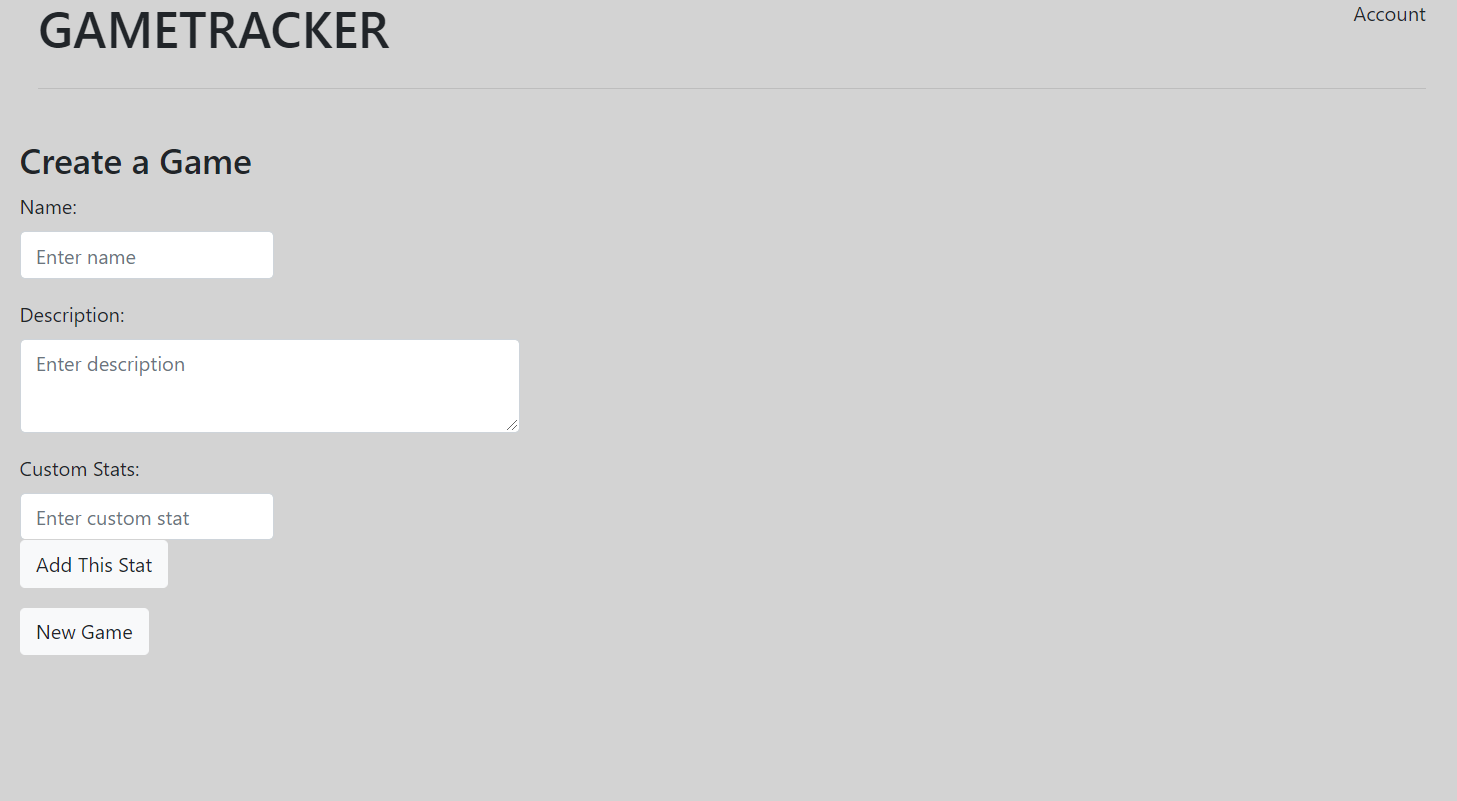 GAMETRACKER
Account
Create a Game
Name:
Enter name
Description:
Enter description
Custom Stats:
Enter custom stat
Add This Stat
New Game